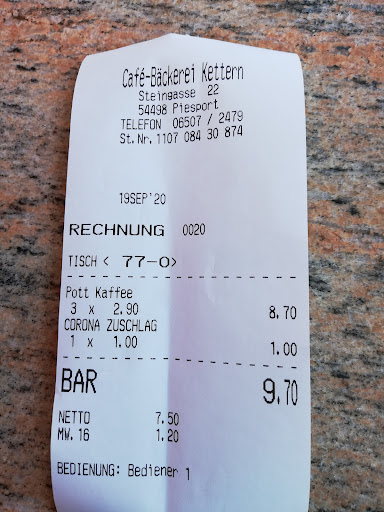 Café-Bäckerei Kettern
Steingasse 22
54498 Piesport
TELEFON 06507 / 2479
St.Nr. 1107 084 30 874
19SEP'20
RECHNUNG 0020
TISCH < 77-0>
Pott Kaffee
3 x 2.90 8.70
CORONA ZUSCHLAG
1 x 1.00 1.00
BAR 9.70
NETTO 7.50
MW.16 1.20
BEDIENUNG: Bediener 1